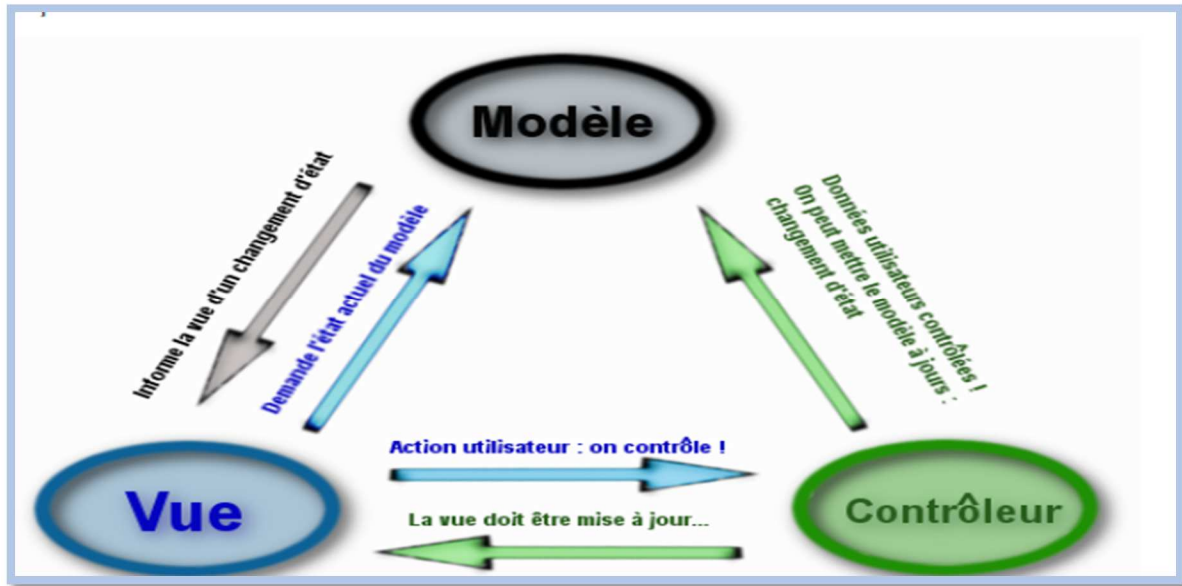 Modèle
Informe la vue d'un changement d'état
Demande l'état actuel du modèle
Données utilisateurs contrôlées !
On peut mettre le modèle à jours :
changement d'état
Action utilisateur : on contrôle !
Vue
La vue doit être mise à jour...
Contrôleur